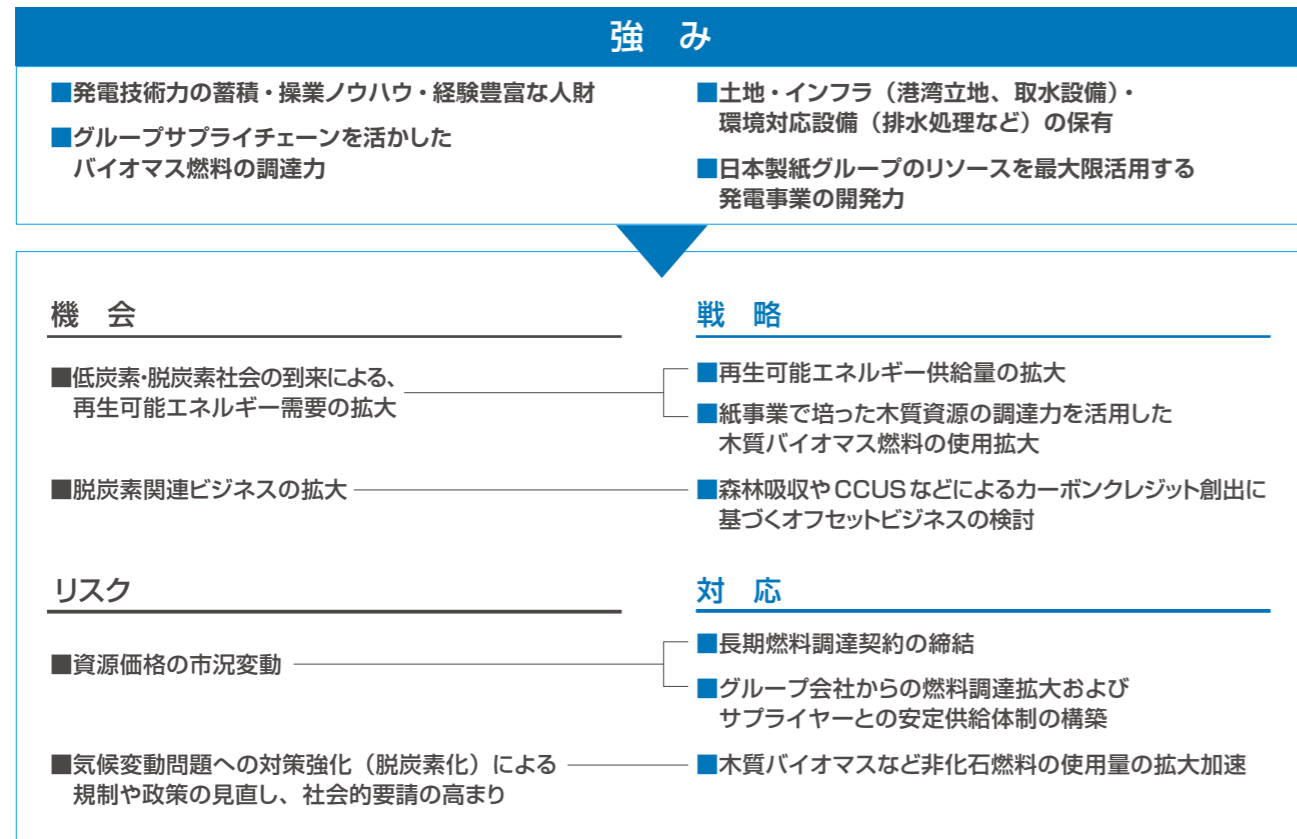 強 み
■発電技術力の蓄積・操業ノウハウ・経験豊富な人財
■グループサプライチェーンを活かした
バイオマス燃料の調達力
■土地・インフラ（港湾立地、取水設備）・
環境対応設備（排水処理など）の保有
■日本製紙グループのリソースを最大限活用する
発電事業の開発力
機 会
戦 略
■低炭素・脱炭素社会の到来による、
再生可能エネルギー需要の拡大
■再生可能エネルギー供給量の拡大
■紙事業で培った木質資源の調達力を活用した
木質バイオマス燃料の使用拡大
■脱炭素関連ビジネスの拡大
■森林吸収やCCUSなどによるカーボンクレジット創出に
基づくオフセットビジネスの検討
リスク
対 応
■資源価格の市況変動
■長期燃料調達契約の締結
■グループ会社からの燃料調達拡大および
サプライヤーとの安定供給体制の構築
■気候変動問題への対策強化（脱炭素化）による
規制や政策の見直し、社会的要請の高まり
■木質バイオマスなど非化石燃料の使用量の拡大加速